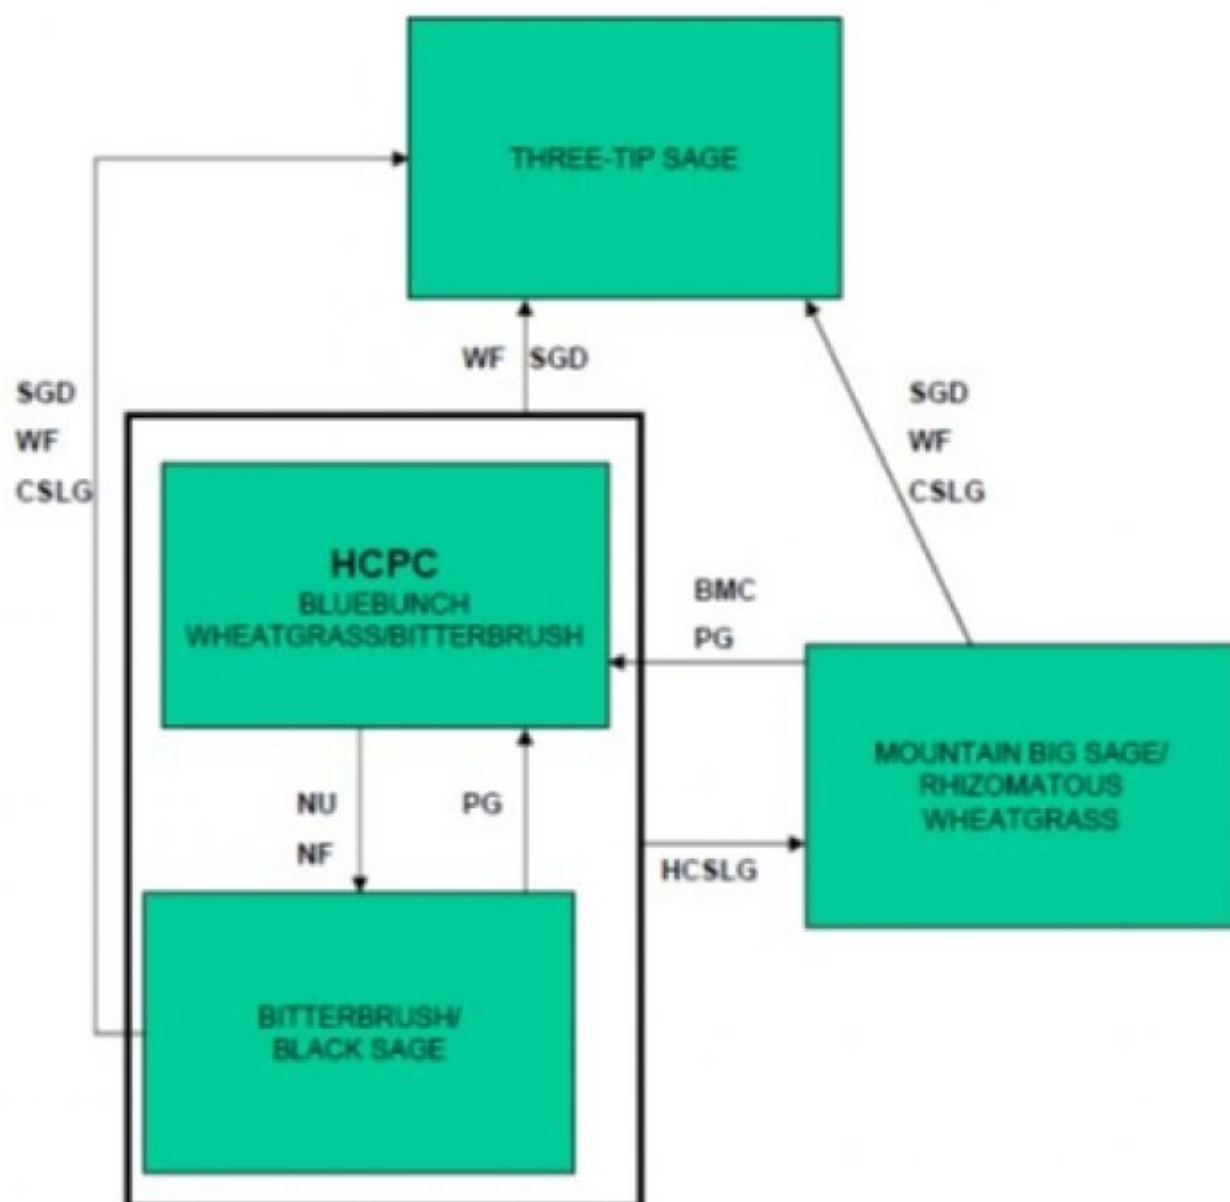 THREE-TIP SAGE
WF SGD
SGD
WF
CSLG
SGD
WF
CSLG
HCPC
BLUEBUNCH
WHEATGRASS/BITTERBRUSH
BMC
PG
MOUNTAIN BIG SAGE/
RHIZOMATOUS
WHEATGRASS
NU
NF
PG
HCSLG
BITTERBRUSH/
BLACK SAGE